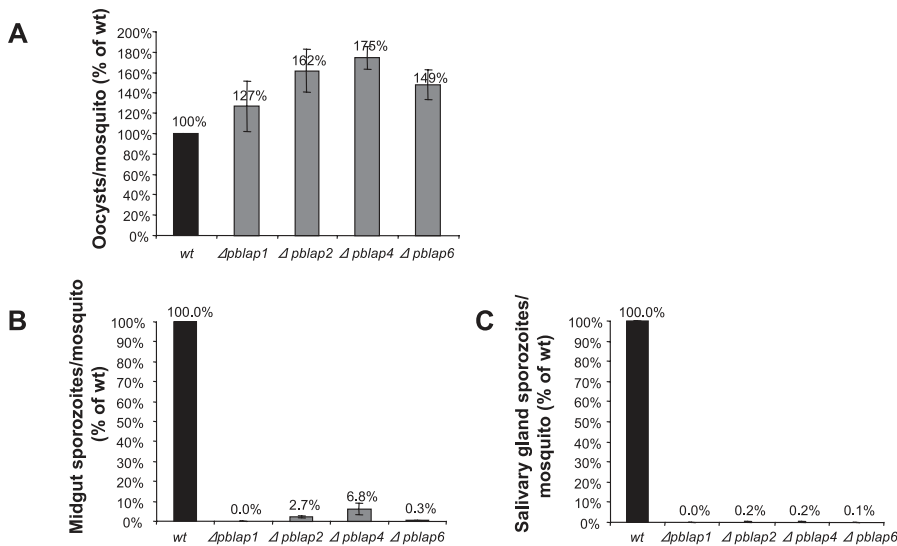 A
Oocysts/mosquito (% of wt)
200%
180%
160%
140%
120%
100%
80%
60%
40%
20%
0%
100%
127%
162%
175%
149%
wt
Δpblap1
Δ pblap2
Δ pblap4
Δ pblap6
B
Midgut sporozoites/mosquito
(% of wt)
100%
90%
80%
70%
60%
50%
40%
30%
20%
10%
0%
100.0%
0.0%
2.7%
6.8%
0.3%
wt
Δpblap1
Δ pblap2
Δ pblap4
Δ pblap6
C
Salivary gland sporozoites/
mosquito (% of wt)
100%
90%
80%
70%
60%
50%
40%
30%
20%
10%
0%
100.0%
0.0%
0.2%
0.2%
0.1%
wt
Δpblap1
Δ pblap2
Δ pblap4
Δ pblap6